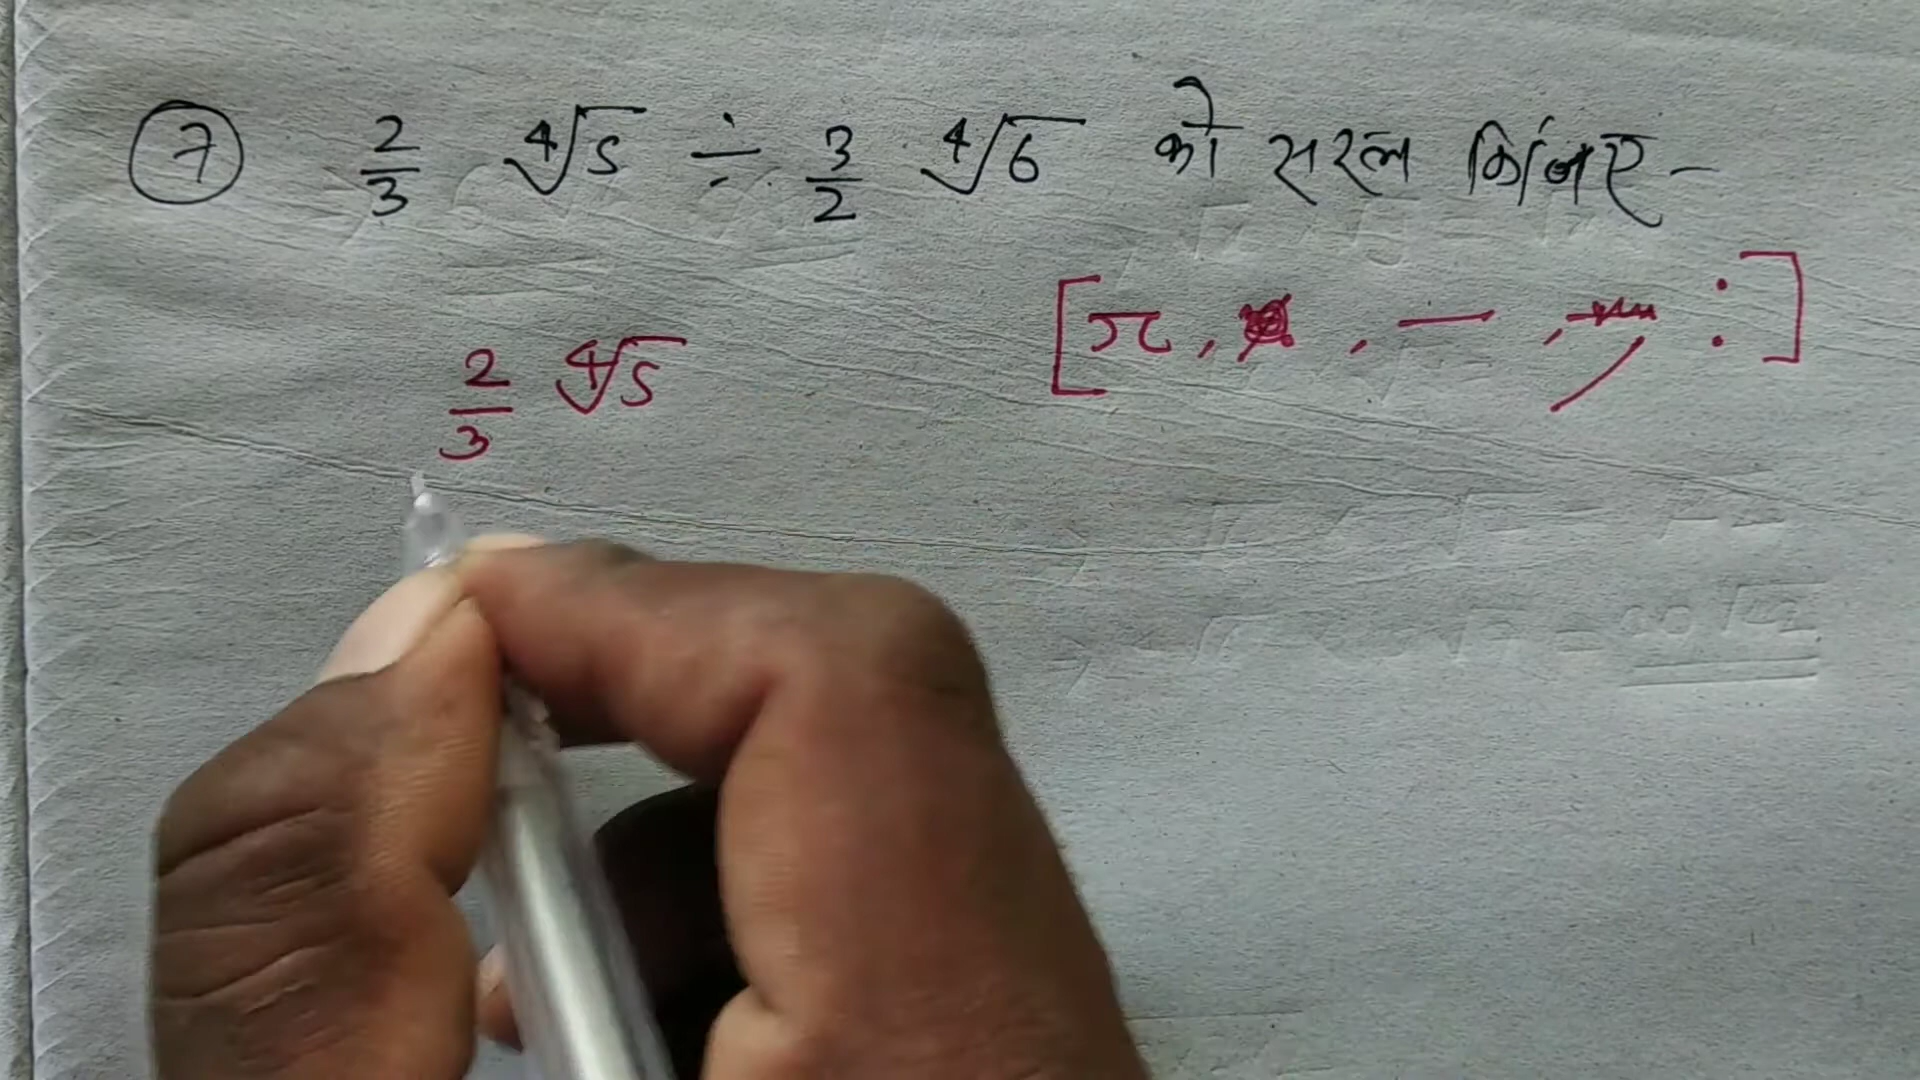 7 2/3 ∜5 ÷ 3/2 ∜6 को सरल किजिए-
[π, , —, , / :]
2/3 ∜5